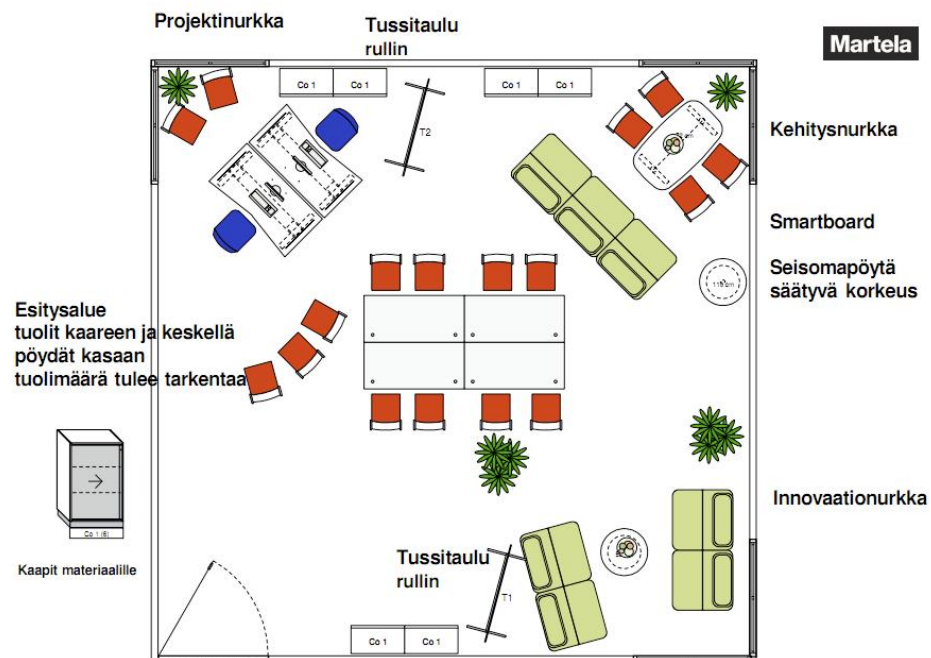 Projektinurkka
Tussitaulu
rullin
Martela
Co 1
Co 1
Co 1
Co 1
T2
Kehitysnurkka
Smartboard
Seisomapöytä
säätyvä korkeus
Esitysalue
tuolit kaareen ja keskellä
pöydät kasaan
tuolimäärä tulee tarkentaa
Co 1 (6)
Kaapit materiaalille
Innovaationurkka
Tussitaulu
rullin
T1
Co 1
Co 1